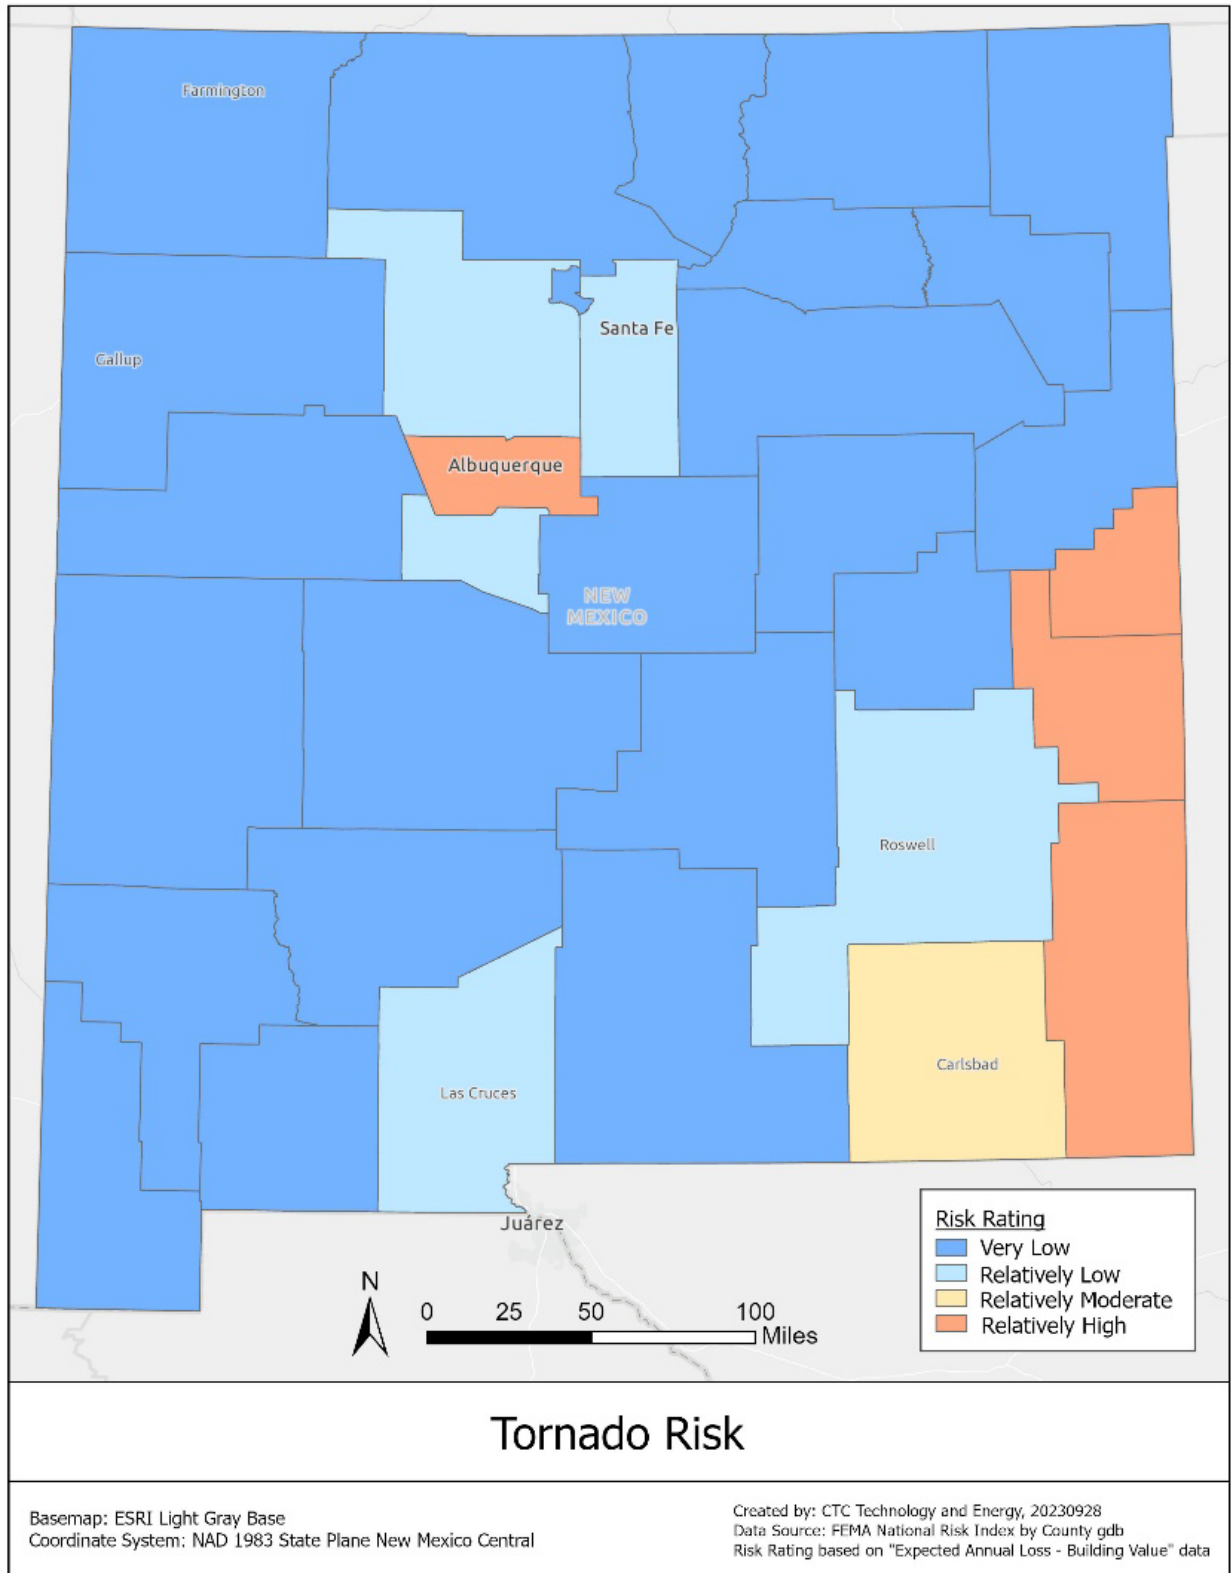 Farmington
Santa Fe
Gallup
Albuquerque
NEW
MEXICO
Roswell
Carlsbad
Las Cruces
Juárez
Risk Rating
Very Low
Relatively Low
Relatively Moderate
Relatively High
N
0 25 50 100
Miles
Tornado Risk
Basemap: ESRI Light Gray Base
Coordinate System: NAD 1983 State Plane New Mexico Central
Created by: CTC Technology and Energy, 20230928
Data Source: FEMA National Risk Index by County gdb
Risk Rating based on "Expected Annual Loss - Building Value" data